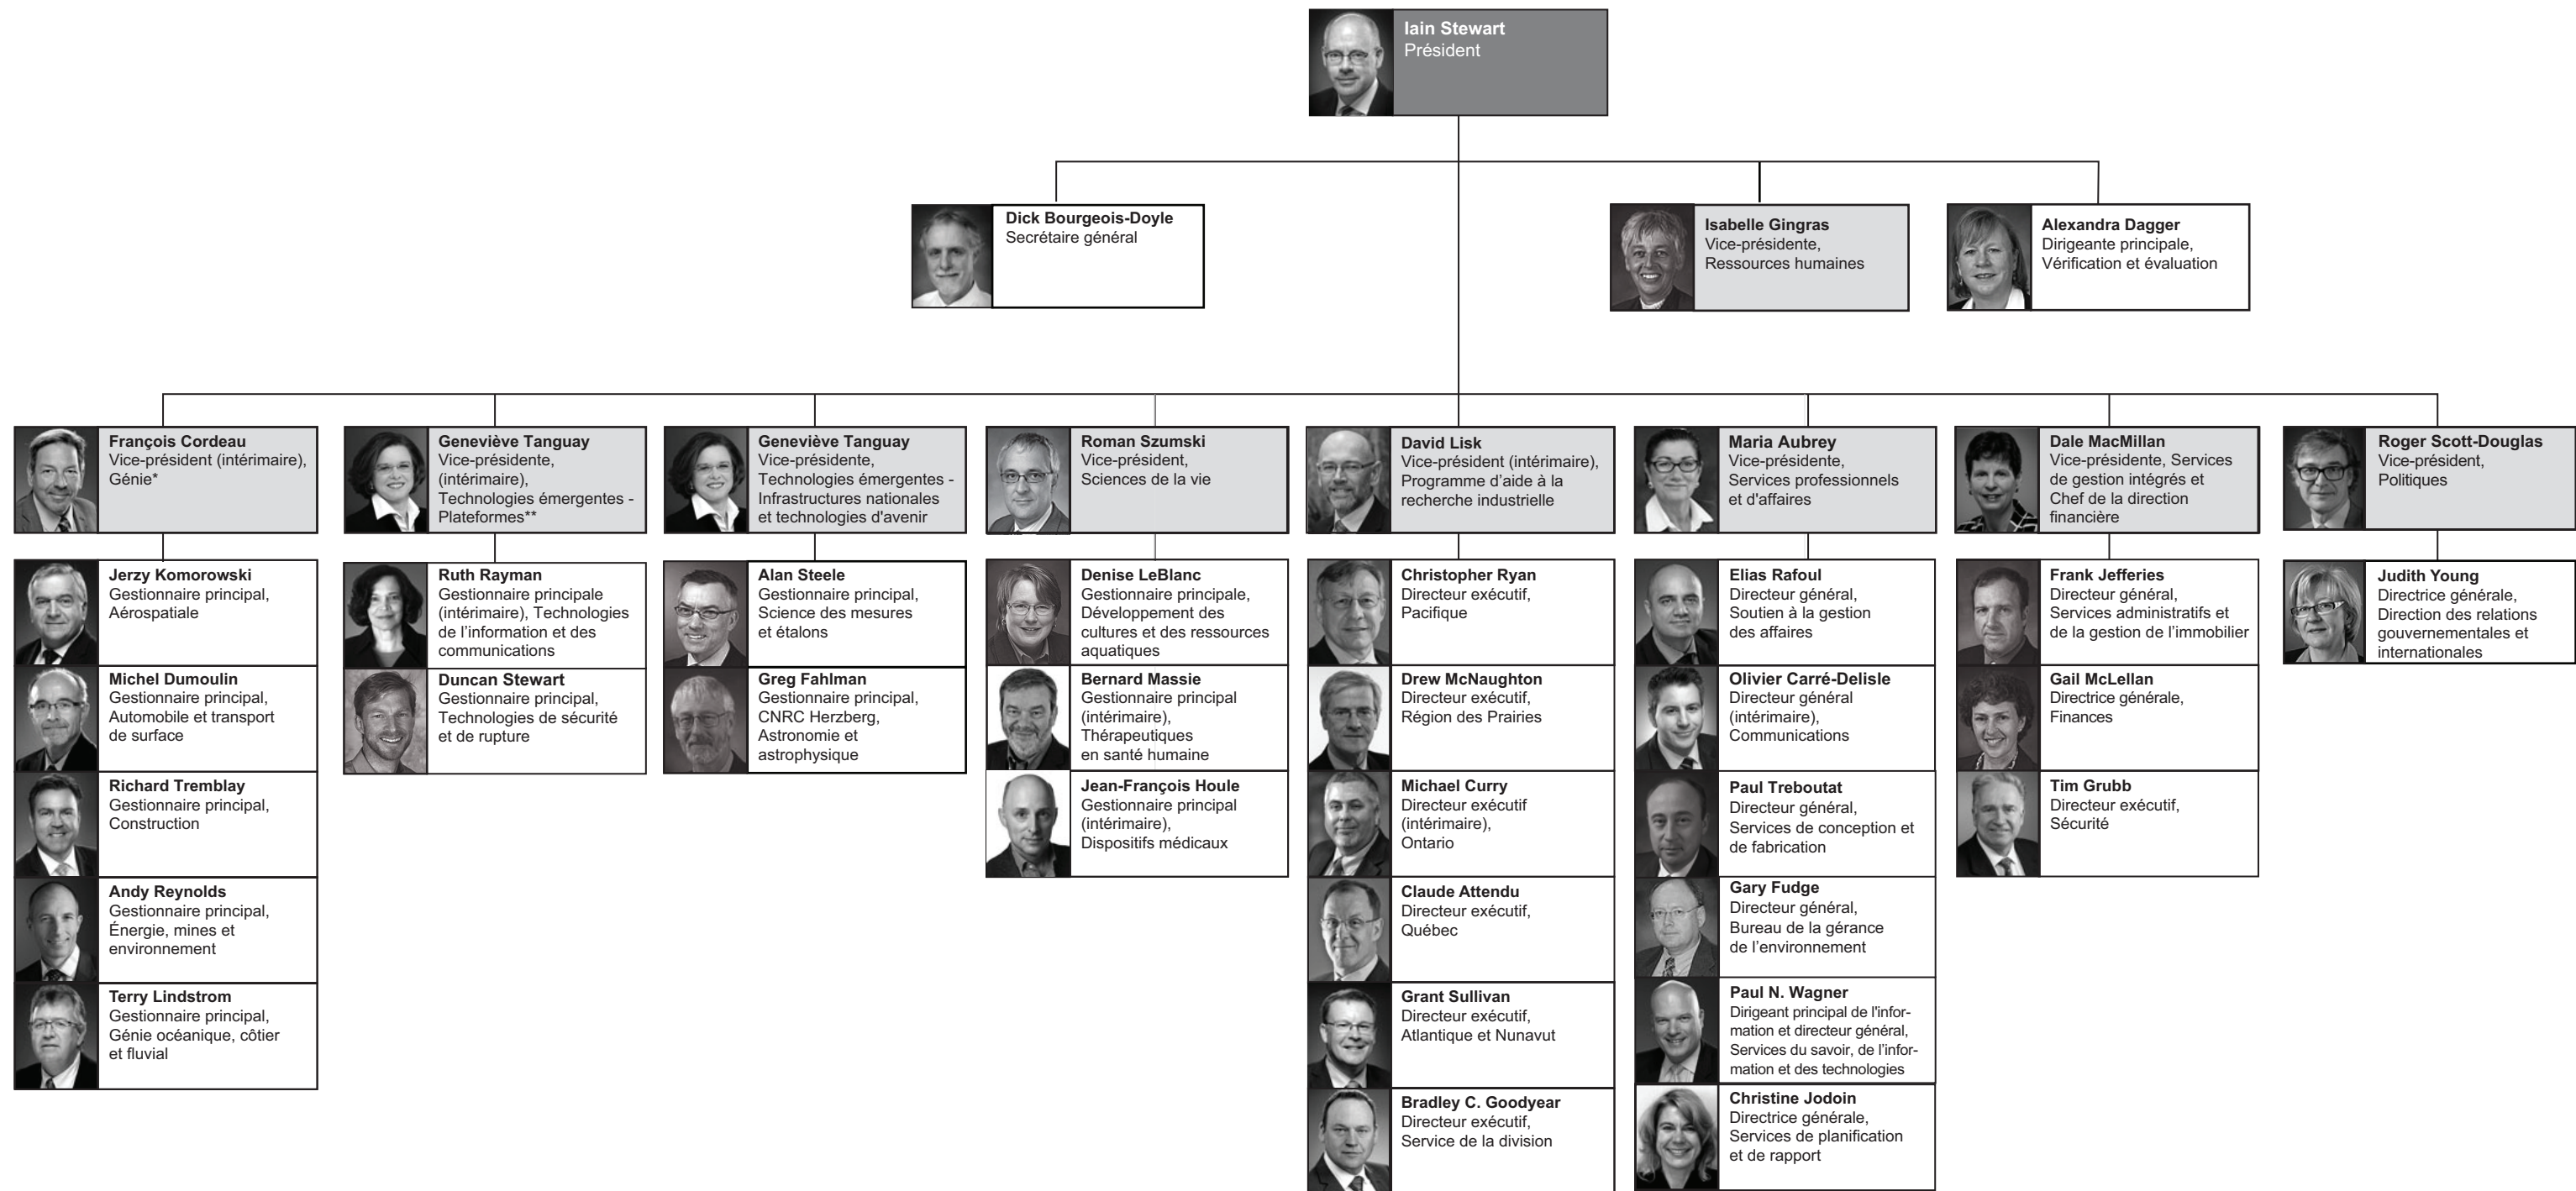 Iain Stewart
Président
Dick Bourgeois-Doyle
Secrétaire général
Isabelle Gingras
Vice-présidente,
Ressources humaines
Alexandra Dagger
Dirigeante principale,
Vérification et évaluation
François Cordeau
Vice-président (intérimaire),
Génie*
Jerzy Komorowski
Gestionnaire principal,
Aérospatiale
Michel Dumoulin
Gestionnaire principal,
Automobile et transport
de surface
Richard Tremblay
Gestionnaire principal,
Construction
Andy Reynolds
Gestionnaire principal,
Énergie, mines et
environnement
Terry Lindstrom
Gestionnaire principal,
Génie océanique, côtier
et fluvial
Geneviève Tanguay
Vice-présidente,
(intérimaire),
Technologies émergentes -
Plateformes**
Ruth Rayman
Gestionnaire principale
(intérimaire), Technologies
de l’information et des
communications
Duncan Stewart
Gestionnaire principal,
Technologies de sécurité
et de rupture
Geneviève Tanguay
Vice-présidente,
Technologies émergentes -
Infrastructures nationales
et technologies d'avenir
Alan Steele
Gestionnaire principal,
Science des mesures
et étalons
Greg Fahlman
Gestionnaire principal,
CNRC Herzberg,
Astronomie et
astrophysique
Roman Szumski
Vice-président,
Sciences de la vie
Denise LeBlanc
Gestionnaire principale,
Développement des
cultures et des ressources
aquatiques
Bernard Massie
Gestionnaire principal
(intérimaire),
Thérapeutiques
en santé humaine
Jean-François Houle
Gestionnaire principal
(intérimaire),
Dispositifs médicaux
David Lisk
Vice-président (intérimaire),
Programme d’aide à la
recherche industrielle
Christopher Ryan
Directeur exécutif,
Pacifique
Drew McNaughton
Directeur exécutif,
Région des Prairies
Michael Curry
Directeur exécutif
(intérimaire),
Ontario
Claude Attendu
Directeur exécutif,
Québec
Grant Sullivan
Directeur exécutif,
Atlantique et Nunavut
Bradley C. Goodyear
Directeur exécutif,
Service de la division
Maria Aubrey
Vice-présidente,
Services professionnels
et d'affaires
Elias Rafoul
Directeur général,
Soutien à la gestion
des affaires
Olivier Carré-Delisle
Directeur général
(intérimaire),
Communications
Paul Treboutat
Directeur général,
Services de conception et
de fabrication
Gary Fudge
Directeur général,
Bureau de la gérance
de l’environnement
Paul N. Wagner
Dirigeant principal de l'infor-
mation et directeur général,
Services du savoir, de l’infor-
mation et des technologies
Christine Jodoin
Directrice générale,
Services de planification
et de rapport
Dale MacMillan
Vice-présidente, Services
de gestion intégrés et
Chef de la direction
financière
Frank Jefferies
Directeur général,
Services administratifs et
de la gestion de l’immobilier
Gail McLellan
Directrice générale,
Finances
Tim Grubb
Directeur exécutif,
Sécurité
Roger Scott-Douglas
Vice-président,
Politiques
Judith Young
Directrice générale,
Direction des relations
gouvernementales et
internationales